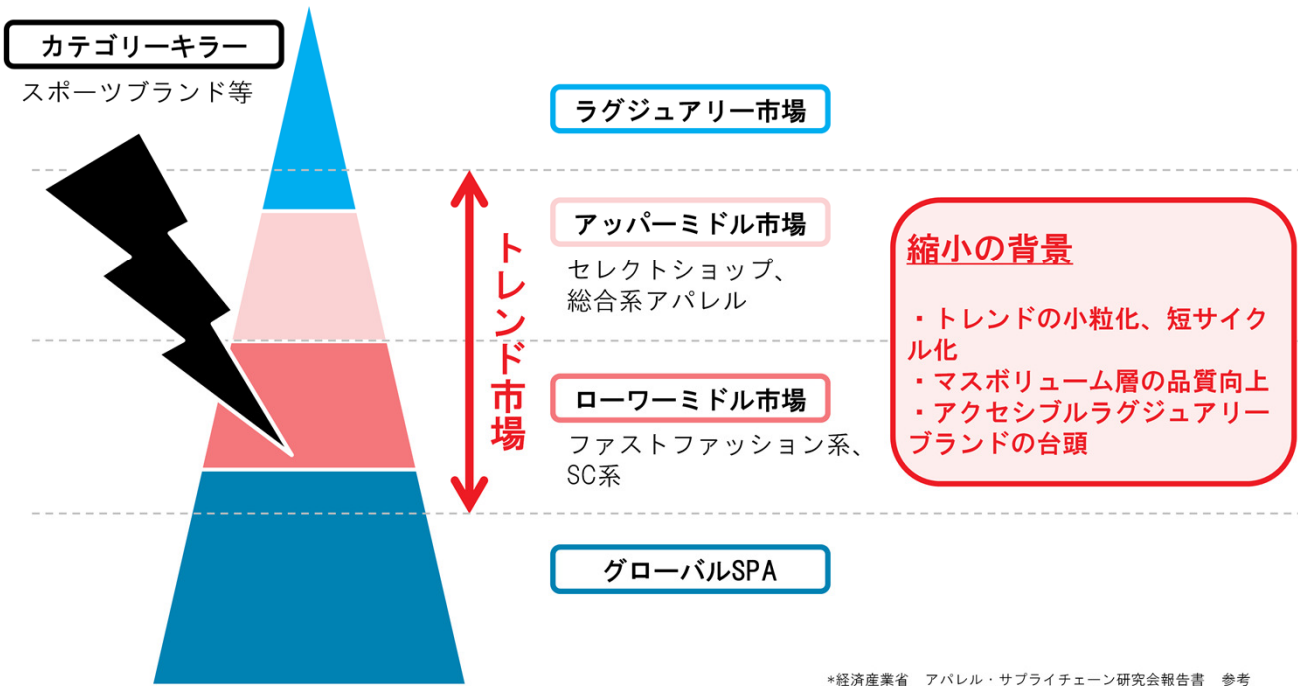 カテゴリーキラー
スポーツブランド等
ラグジュアリー市場
トレンド市場
アッパーミドル市場
セレクトショップ、
総合系アパレル
ローワーミドル市場
ファストファッション系、
SC系
グローバルSPA
縮小の背景
・トレンドの小粒化、短サイク
ル化
・マスボリューム層の品質向上
・アクセシブルラグジュアリー
ブランドの台頭
*経済産業省　アパレル・サプライチェーン研究会報告書　参考